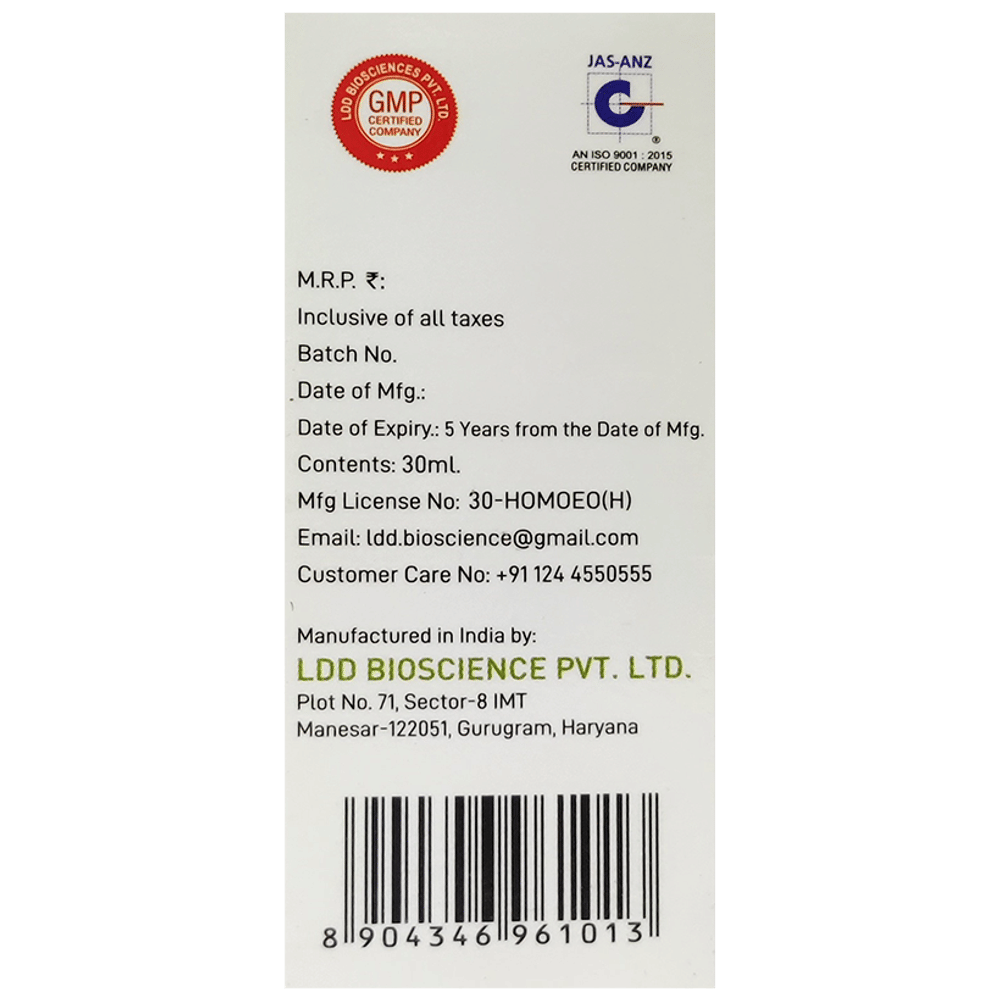 LDD BIOSCIENCES PVT. LTD.
GMP
CERTIFIED
COMPANY
JAS-ANZ
®
AN ISO 9001 : 2015
CERTIFIED COMPANY
M.R.P. ₹:
Inclusive of all taxes
Batch No.
Date of Mfg.:
Date of Expiry.: 5 Years from the Date of Mfg.
Contents: 30ml.
Mfg License No: 30-HOMOEO(H)
Email: ldd.bioscience@gmail.com
Customer Care No: +91 124 4550555
Manufactured in India by:
LDD BIOSCIENCE PVT. LTD.
Plot No. 71, Sector-8 IMT
Manesar-122051, Gurugram, Haryana
8 904346 961013